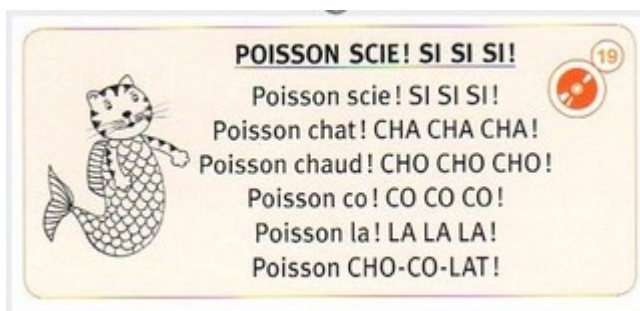 POISSON SCIE! SI SI SI!
19
Poisson scie! SI SI SI!
Poisson chat! CHA CHA CHA!
Poisson chaud! CHO CHO CHO!
Poisson co! CO CO CO!
Poisson la! LA LA LA!
Poisson CHO-CO-LAT!